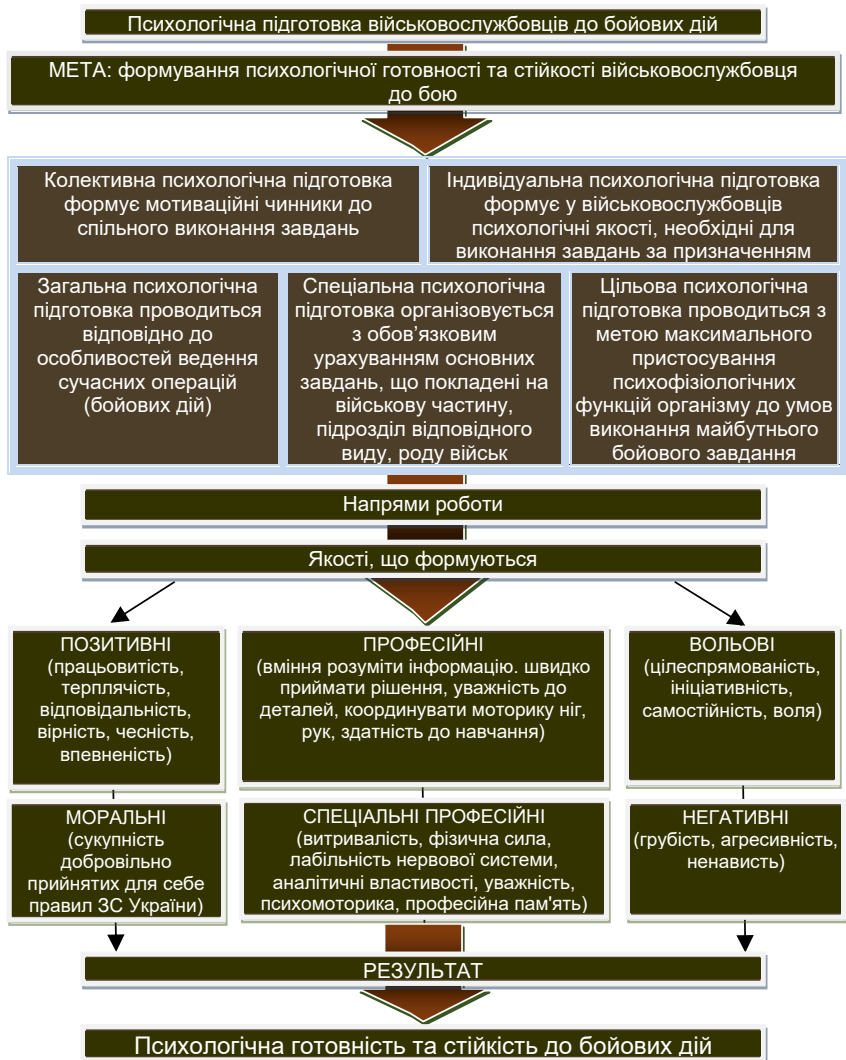 Психологічна підготовка військовослужбовців до бойових дій
МЕТА: формування психологічної готовності та стійкості військовослужбовця
до бою
Колективна психологічна підготовка
формує мотиваційні чинники до
спільного виконання завдань
Індивідуальна психологічна підготовка
формує у військовослужбовців
психологічні якості, необхідні для
виконання завдань за призначенням
Загальна психологічна
підготовка проводиться
відповідно до
особливостей ведення
сучасних операцій
(бойових дій)
Спеціальна психологічна
підготовка організовується
з обов’язковим
урахуванням основних
завдань, що покладені на
військову частину,
підрозділ відповідного
виду, роду військ
Цільова психологічна
підготовка проводиться з
метою максимального
пристосування
психофізіологічних
функцій організму до умов
виконання майбутнього
бойового завдання
Напрями роботи
Якості, що формуються
ПОЗИТИВНІ
(працьовитість,
терплячість,
відповідальність,
вірність, чесність,
впевненість)
ПРОФЕСІЙНІ
(вміння розуміти інформацію. швидко
приймати рішення, уважність до
деталей, координувати моторику ніг,
рук, здатність до навчання)
ВОЛЬОВІ
(цілеспрямованість,
ініціативність,
самостійність, воля)
МОРАЛЬНІ
(сукупність
добровільно
прийнятих для себе
правил ЗС України)
СПЕЦІАЛЬНІ ПРОФЕСІЙНІ
(витривалість, фізична сила,
лабільність нервової системи,
аналітичні властивості, уважність,
психомоторика, професійна пам'ять)
НЕГАТИВНІ
(грубість, агресивність,
ненависть)
РЕЗУЛЬТАТ
Психологічна готовність та стійкість до бойових дій